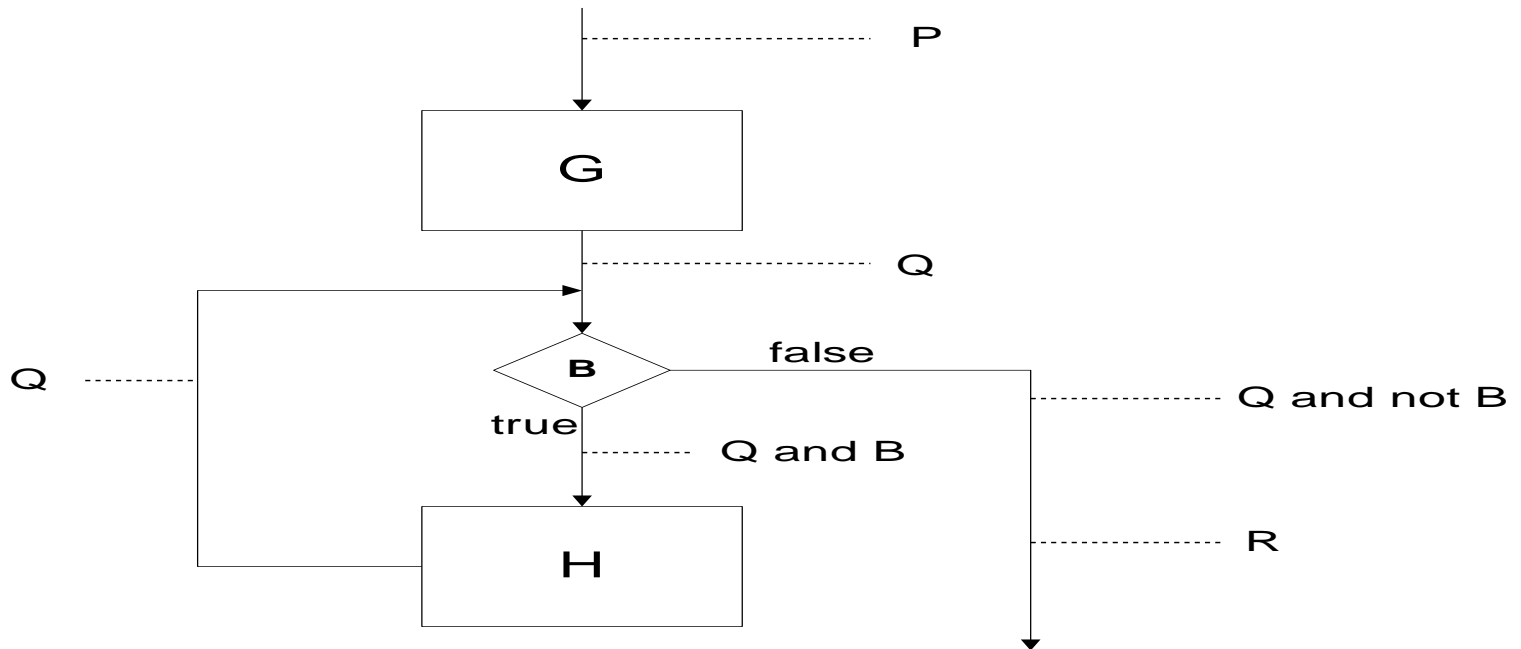 P
G
Q
false
B
Q
Q and not B
true
Q and B
R
H